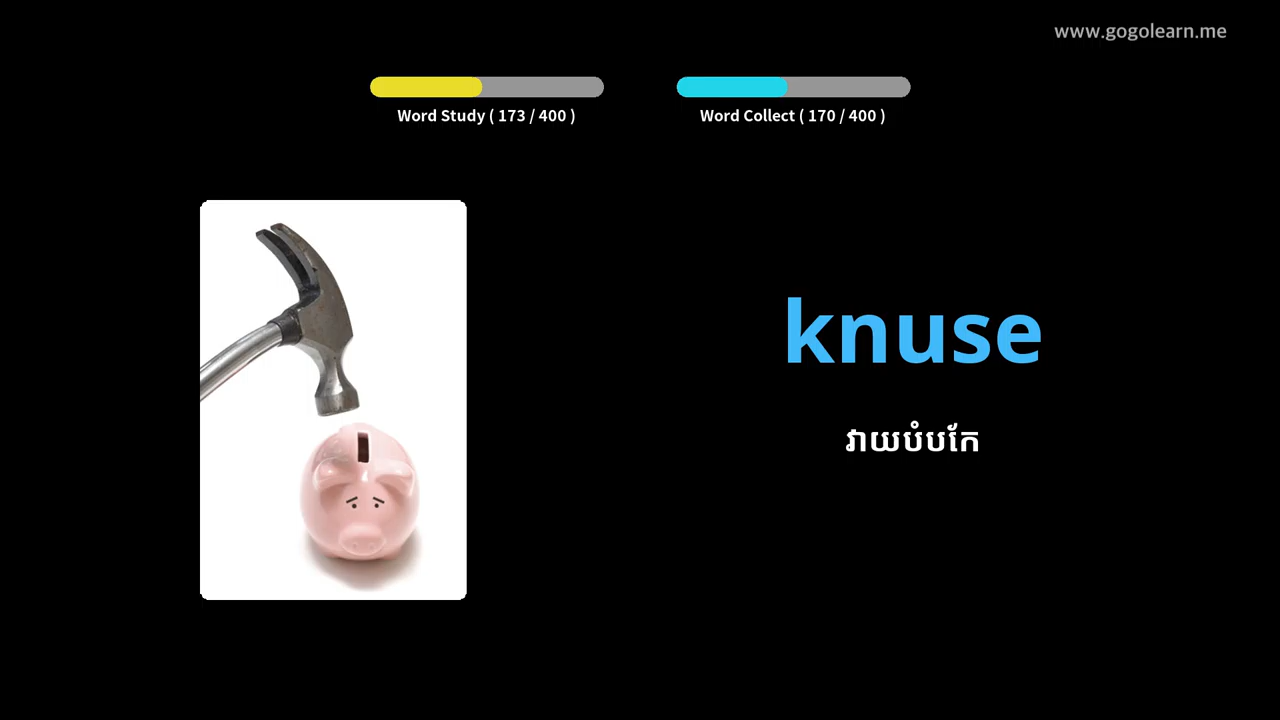 www.gogolearn.me
Word Study ( 173 / 400 )
Word Collect ( 170 / 400 )
knuse
វាយបំបែក